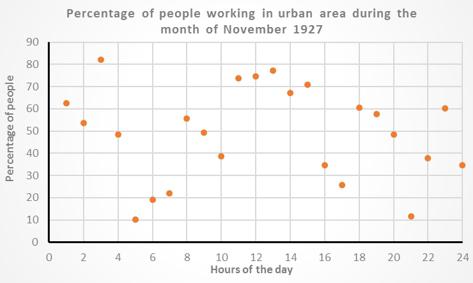 Percentage of people working in urban area during the
month of November 1927
Percentage of people
90
80
70
60
50
40
30
20
10
0
0 2 4 6 8 10 12 14 16 18 20 22 24
Hours of the day